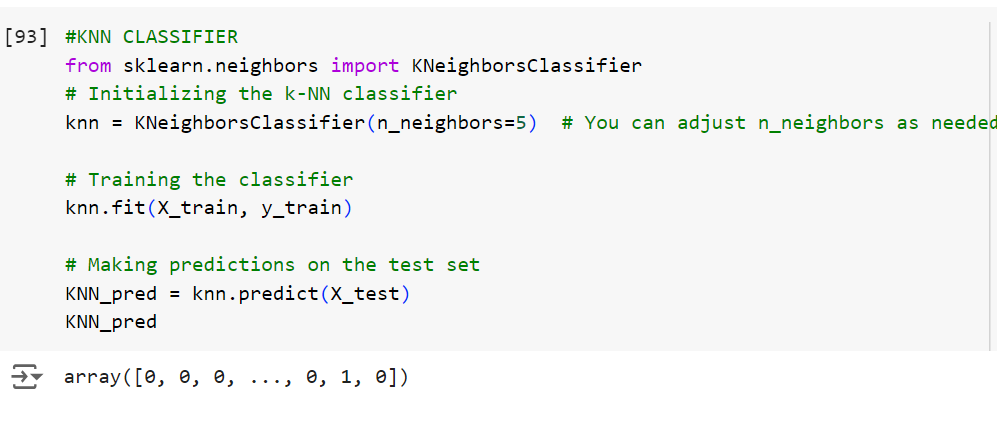 [93] #KNN CLASSIFIER
from sklearn.neighbors import KNeighborsClassifier
# Initializing the k-NN classifier
knn = KNeighborsClassifier(n_neighbors=5)  # You can adjust n_neighbors as needed
# Training the classifier
knn.fit(X_train, y_train)
# Making predictions on the test set
KNN_pred = knn.predict(X_test)
KNN_pred
array([0, 0, 0, ..., 0, 1, 0])